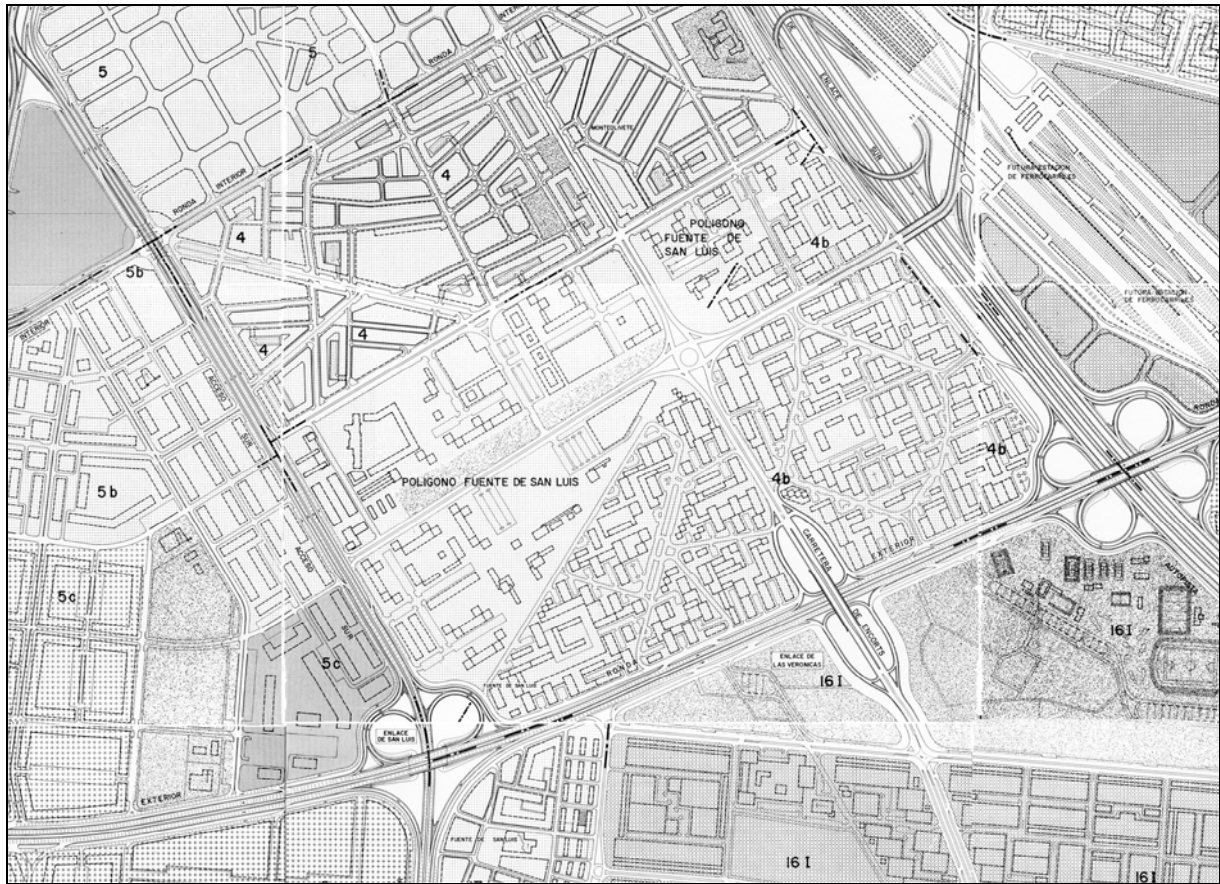 INTERIOR
5
5
RONDA
ENLACE
SUR
MONTEOLIVETE
FUTURA ESTACION
DE FERROCARRILES
INTERIOR
RONDA
4
4
POLIGONO
FUENTE DE
SAN LUIS
4b
5b
FUTURA ESTACION
DE FERROCARRILES
INTERIOR
4
4
ACCESO
SUR
RONDA
5b
POLIGONO FUENTE DE SAN LUIS
4b
4b
ACCESO
CARRETERA
DE ENCORTS
EXTERIOR
AUTOPISTA
5c
SUR
5c
16 I
RONDA
ENLACE DE
LAS VERONICAS
16 I
FUENTE DE SAN LUIS
ENLACE
DE SAN LUIS
EXTERIOR
FUENTE DE SAN LUIS
16 I
16 I